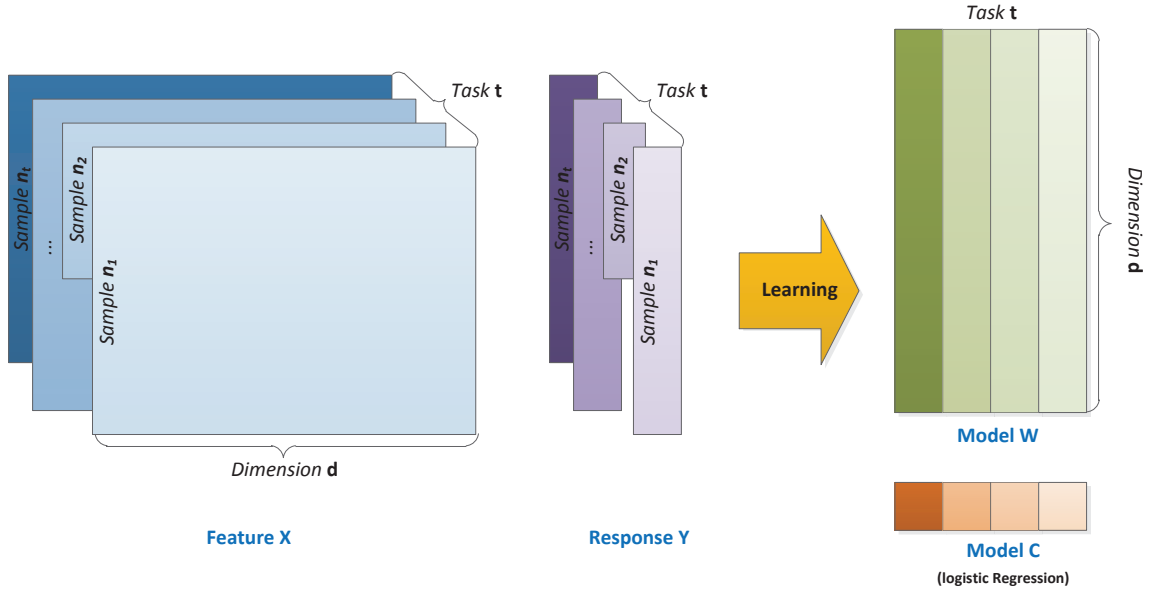 Task t
Task t
Task t
Sample nt
...
Sample n2
Sample n1
Sample nt
...
Sample n2
Sample n1
Learning
Dimension d
Model W
Dimension d
Feature X
Response Y
Model C
(logistic Regression)